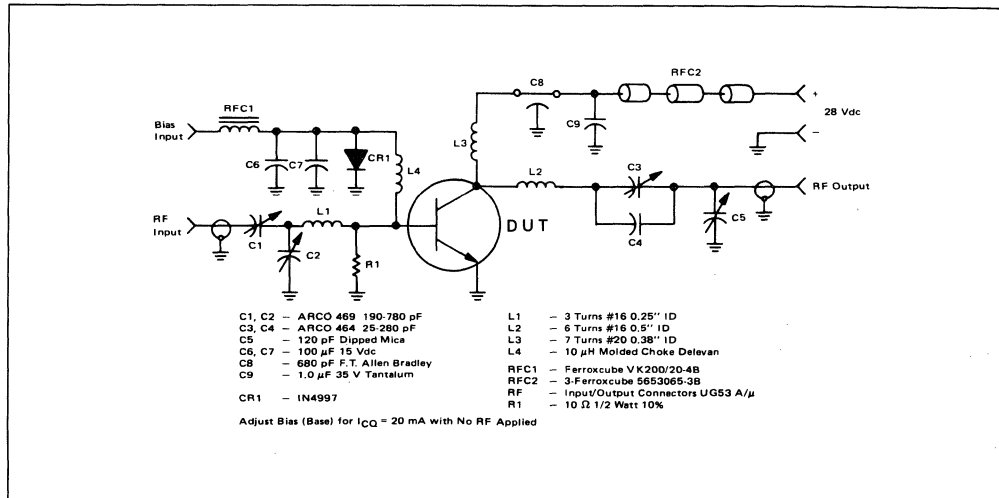 C8
RFC2
+
28 Vdc
C9
−
RFC1
Bias
Input
L3
C6
C7
CR1
L4
L2
C3
RF Output
RF
Input
L1
DUT
C5
C1
C2
R1
C4
C1, C2 – ARCO 469 190-780 pF
C3, C4 – ARCO 464 25-280 pF
C5 – 120 pF Dipped Mica
C6, C7 – 100 μF 15 Vdc
C8 – 680 pF F.T. Allen Bradley
C9 – 1.0 μF 35 V Tantalum
CR1 – IN4997
L1 – 3 Turns #16 0.25'' ID
L2 – 6 Turns #16 0.5'' ID
L3 – 7 Turns #20 0.38'' ID
L4 – 10 μH Molded Choke Delevan
RFC1 – Ferroxcube VK200/20-4B
RFC2 – 3-Ferroxcube 5653065-3B
RF – Input/Output Connectors UG53 A/μ
R1 – 10 Ω 1/2 Watt 10%
Adjust Bias (Base) for ICQ = 20 mA with No RF Applied